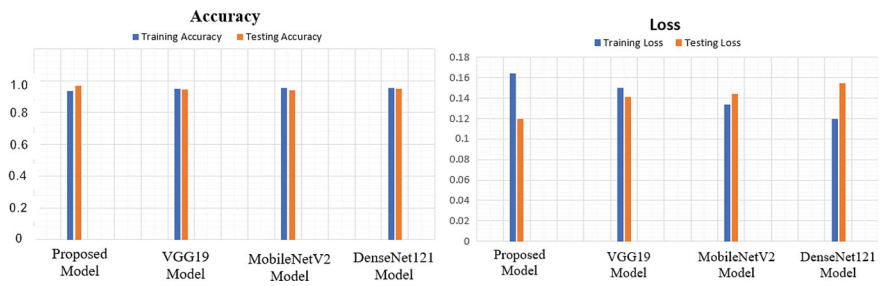 Accuracy
Training Accuracy Testing Accuracy
1.0
0.8
0.6
0.4
0.2
0
Proposed Model
VGG19 Model
MobileNetV2 Model
DenseNet121 Model
Loss
Training Loss Testing Loss
0.18
0.16
0.14
0.12
0.1
0.08
0.06
0.04
0.02
0
Proposed Model
VGG19 Model
MobileNetV2 Model
DenseNet121 Model